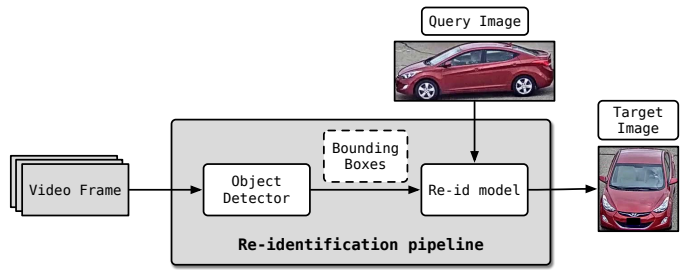 Query Image
Target
Image
Bounding
Boxes
Video Frame
Object
Detector
Re-id model
Re-identification pipeline